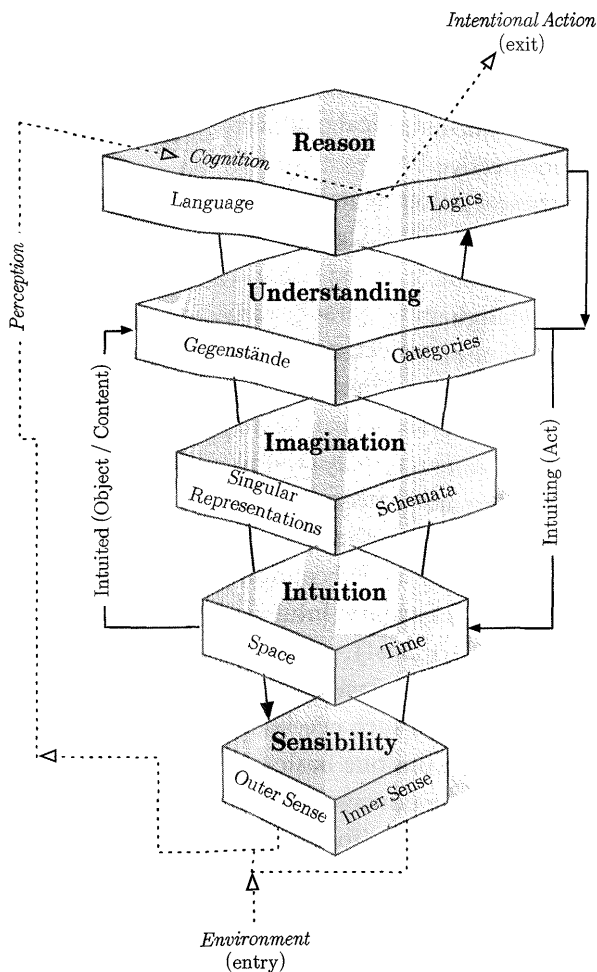 Intentional Action
(exit)
Reason
Cognition
Language
Logics
Understanding
Gegenstände
Categories
Perception
Imagination
Singular
Representations
Schemata
Intuited (Object / Content)
Intuiting (Act)
Intuition
Space
Time
Sensibility
Outer Sense
Inner Sense
Environment
(entry)